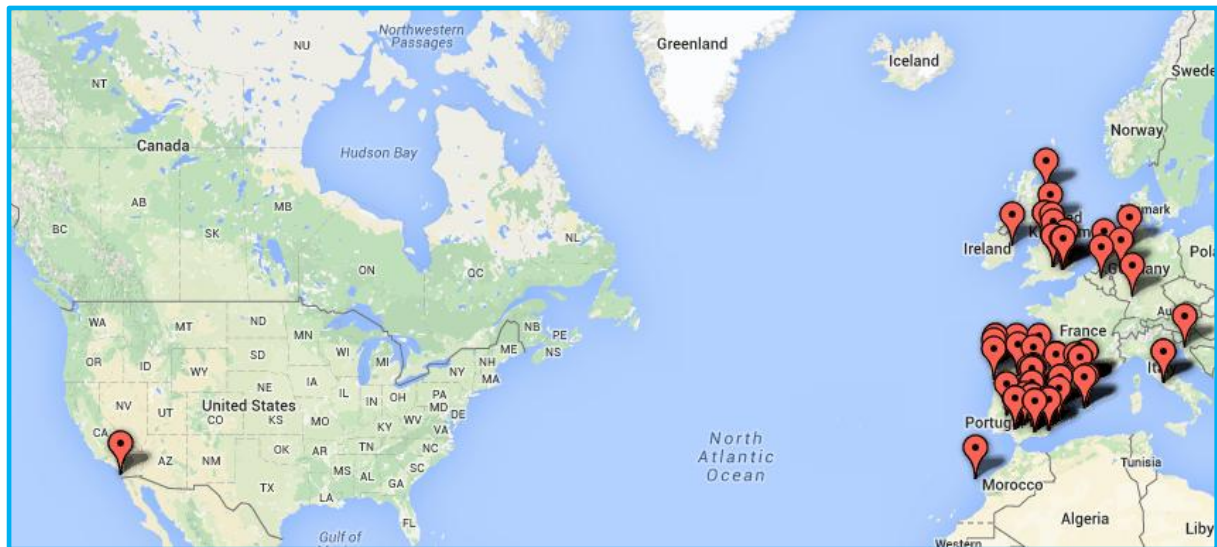 Northwestern
Passages
NU
Greenland
Iceland
Swede
NT
Norway
Canada
Hudson Bay
AB
MB
BC
SK
NL
ON
QC
Ireland
Pola
NB
PE
WA
ND
MT
MN
NS
ME
OR
ID
SD
WI
MI
NH
France
WY
NY
MA
IA
NE
PA
NV
IL
IN
OH
MD
DE
United States
UT
CO
KS
MO
WV
KY
VA
CA
OK
TN
NC
AZ
NM
AR
SC
MS
AL
GA
TX
LA
FL
North
Atlantic
Ocean
Tunisia
Morocco
Algeria
Gulf of
Liby
Western